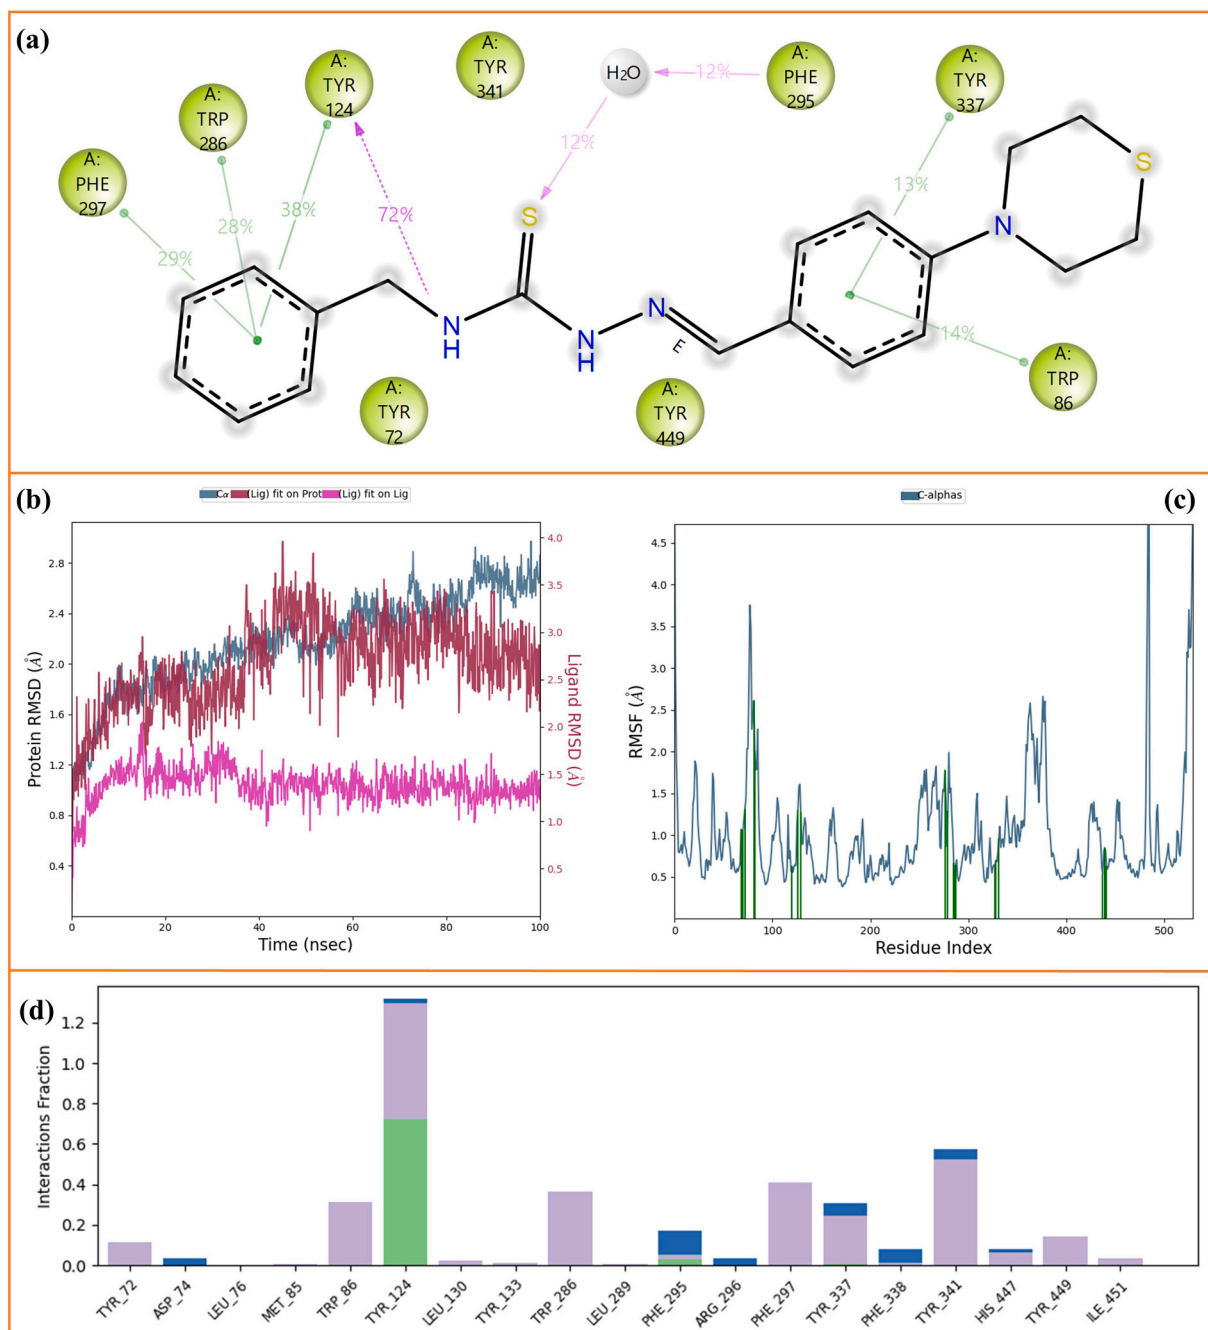 (a)
A:
TYR
341
A:
TYR
124
A:
TRP
286
A:
PHE
297
H₂O
12%
A:
PHE
295
A:
TYR
337
12%
13%
72%
38%
28%
29%
S
S
N
N
H
N
H
N
E
14%
A:
TRP
86
A:
TYR
72
A:
TYR
449
(b)
Cα (Lig) fit on Prot (Lig) fit on Lig
Protein RMSD (Å)
2.8
2.4
2.0
1.6
1.2
0.8
0.4
4.0
3.5
3.0
2.5
2.0
1.5
1.0
0.5
Ligand RMSD (Å)
0 20 40 60 80 100
Time (nsec)
(c)
C-alphas
RMSF (Å)
4.5
4.0
3.5
3.0
2.5
2.0
1.5
1.0
0.5
0 100 200 300 400 500
Residue Index
(d)
Interactions Fraction
1.2
1.0
0.8
0.6
0.4
0.2
0.0
TYR_72
ASP_74
LEU_76
MET_85
TRP_86
TYR_124
LEU_130
TYR_133
TRP_286
LEU_289
PHE_295
ARG_296
PHE_297
TYR_337
PHE_338
TYR_341
HIS_447
TYR_449
ILE_451